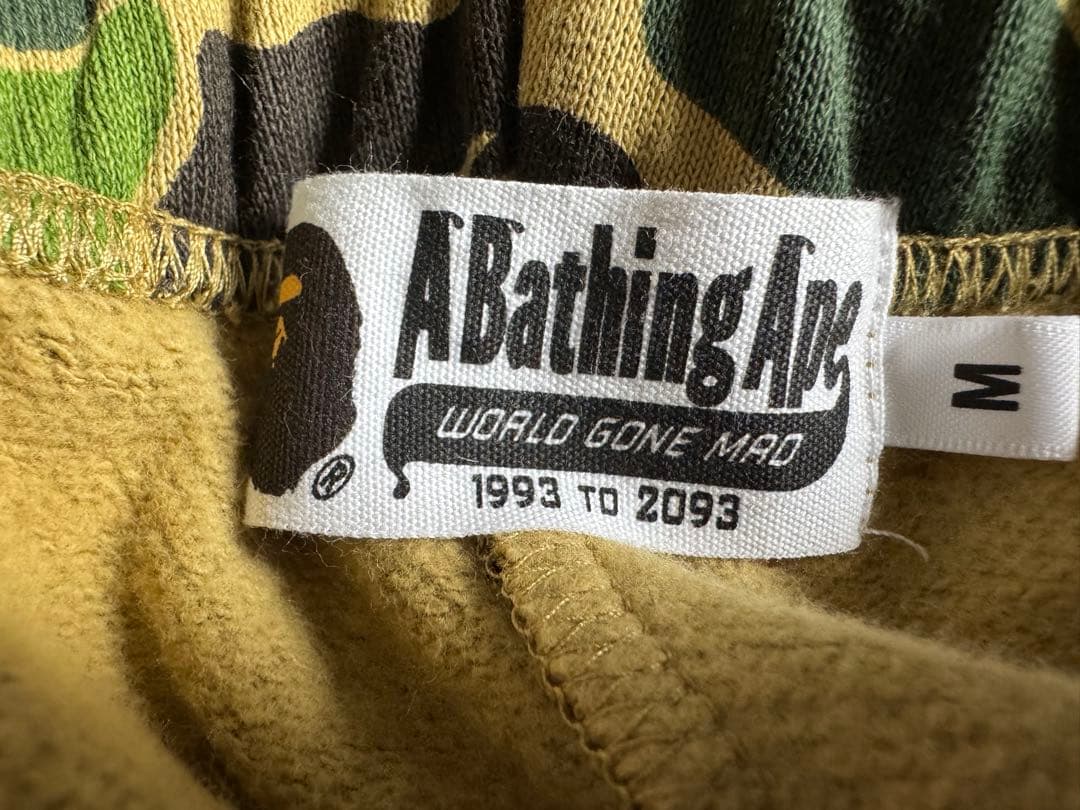 A Bathing Ape
WORLD GONE MAD
1993 TO 2093
®
M